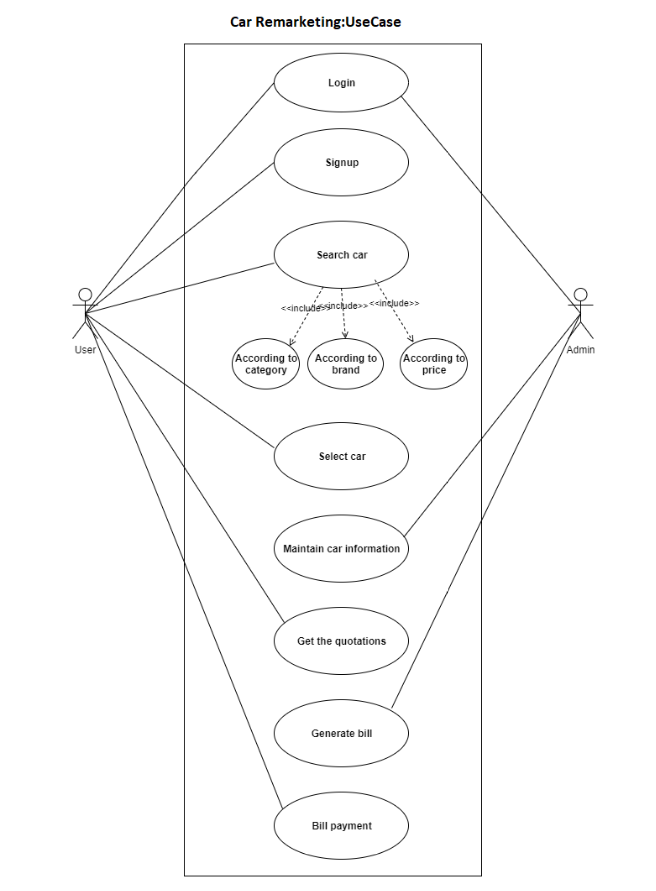 Car Remarketing:UseCase
Login
Signup
Search car
<<include>>
<<include>>
<<include>>
According to
category
According to
brand
According to
price
User
Admin
Select car
Maintain car information
Get the quotations
Generate bill
Bill payment